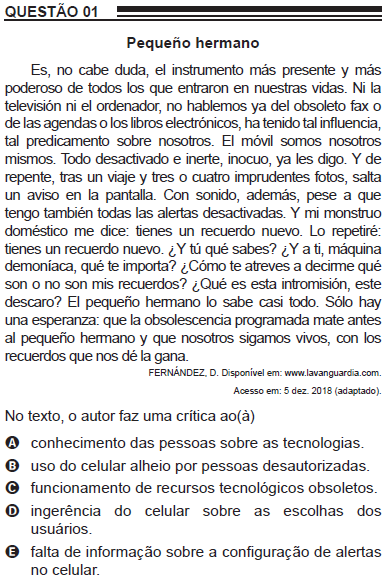 QUESTÃO 01
Pequeño hermano
Es, no cabe duda, el instrumento más presente y más
poderoso de todos los que entraron en nuestras vidas. Ni la
televisión ni el ordenador, no hablemos ya del obsoleto fax o
de las agendas o los libros electrónicos, ha tenido tal influencia,
tal predicamento sobre nosotros. El móvil somos nosotros
mismos. Todo desactivado e inerte, inocuo, ya les digo. Y de
repente, tras un viaje y tres o cuatro imprudentes fotos, salta
un aviso en la pantalla. Con sonido, además, pese a que
tengo también todas las alertas desactivadas. Y mi monstruo
doméstico me dice: tienes un recuerdo nuevo. Lo repetiré:
tienes un recuerdo nuevo. ¿Y tú qué sabes? ¿Y a ti, máquina
demoníaca, qué te importa? ¿Cómo te atreves a decirme qué
son o no son mis recuerdos? ¿Qué es esta intromisión, este
descaro? El pequeño hermano lo sabe casi todo. Sólo hay
una esperanza: que la obsolescencia programada mate antes
al pequeño hermano y que nosotros sigamos vivos, con los
recuerdos que nos dé la gana.
FERNÁNDEZ, D. Disponível em: www.lavanguardia.com.
Acesso em: 5 dez. 2018 (adaptado).
No texto, o autor faz uma crítica ao(à)
A conhecimento das pessoas sobre as tecnologias.
B uso do celular alheio por pessoas desautorizadas.
C funcionamento de recursos tecnológicos obsoletos.
D ingerência do celular sobre as escolhas dos
usuários.
E falta de informação sobre a configuração de alertas
no celular.